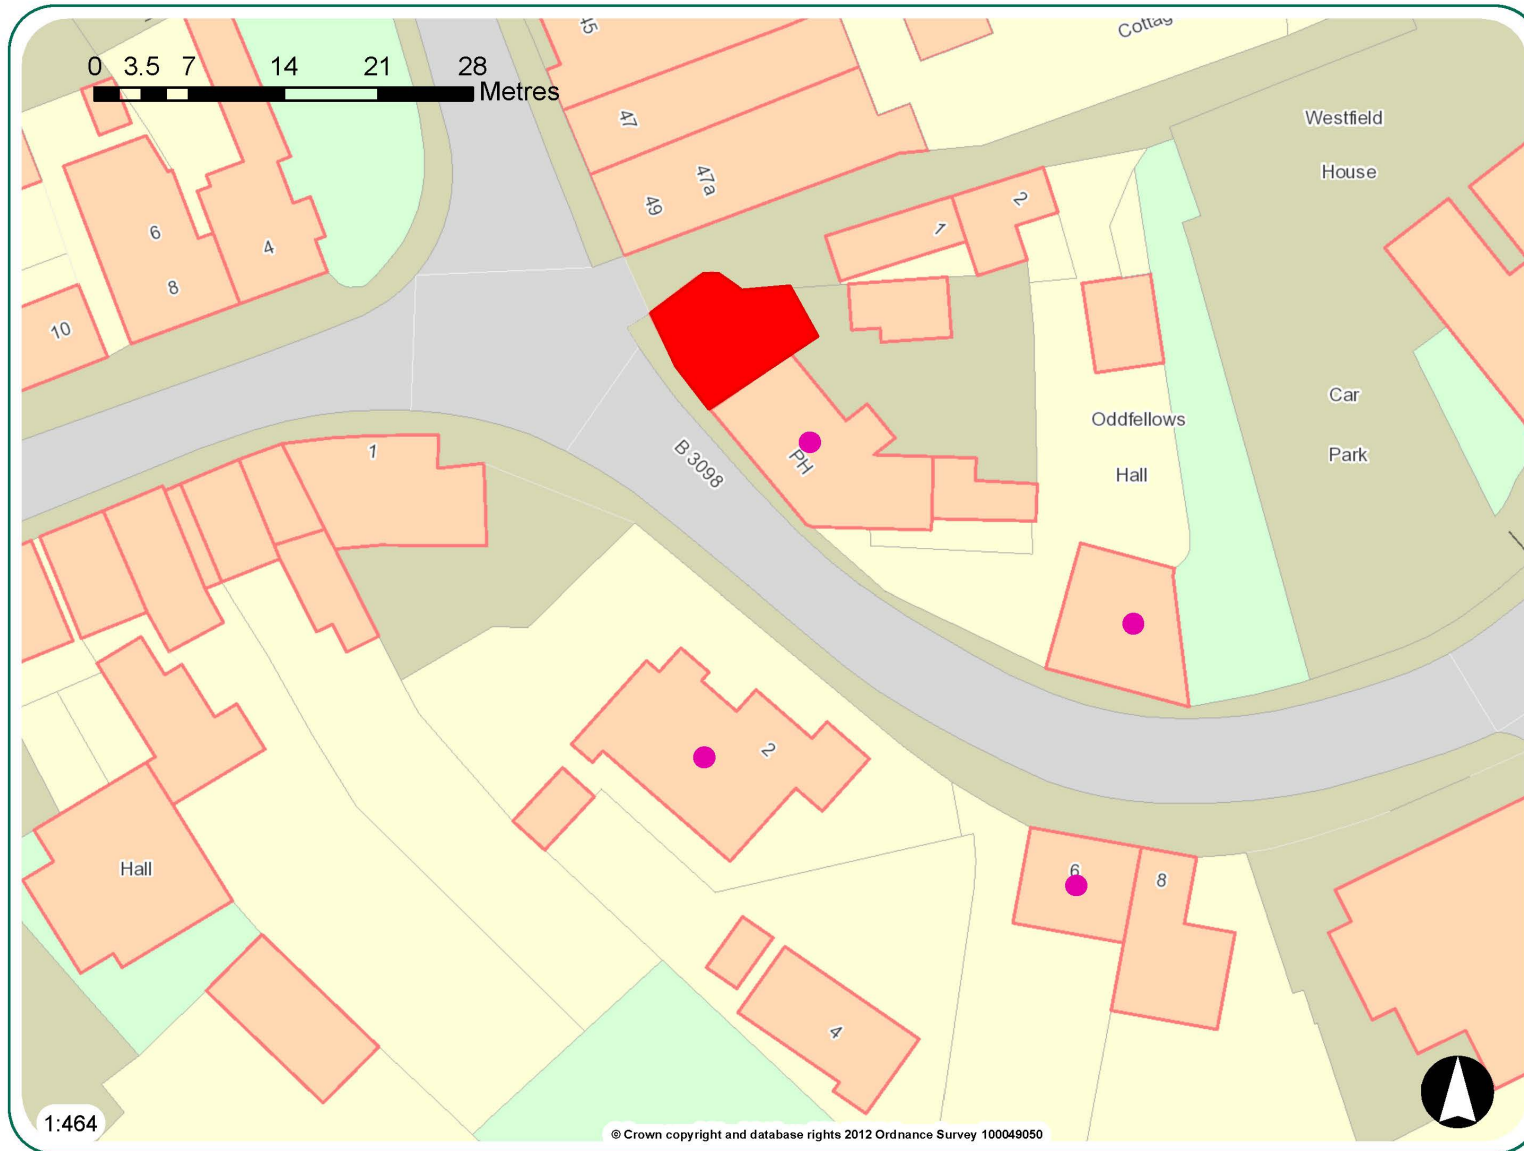 45
Cottag
0 3.5 7 14 21 28
Metres
47
47a
49
Westfield
House
6
4
8
10
1
2
Car
Park
Oddfellows
Hall
1
B 3098
PH
2
Hall
6
8
4
1:464
© Crown copyright and database rights 2012 Ordnance Survey 100049050